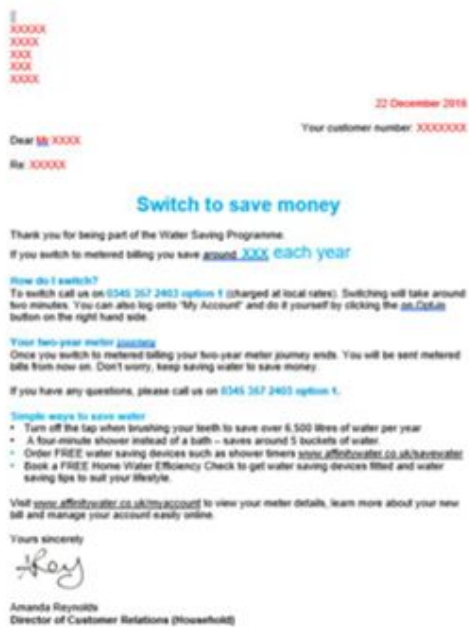 XXXXX
XXXX
XXX
XXX
XXXX
22 December 2018
Your customer number: XXXXXXX
Dear Mr XXXX
Re: XXXXX
Switch to save money
Thank you for being part of the Water Saving Programme.
If you switch to metered billing you save around XXX each year
How do I switch?
To switch call us on 0345 357 2403 option 1 (charged at local rates). Switching will take around
two minutes. You can also log onto "My Account" and do it yourself by clicking the
button on the right hand side.
Your two-year meter journey
Once you switch to metered billing your two-year meter journey ends. You will be sent metered
bills from now on. Don't worry, keep saving water to save money.
If you have any questions, please call us on 0345 357 2403 option 1.
Simple ways to save water
• Turn off the tap when brushing your teeth to save over 6,500 litres of water per year
• A four-minute shower instead of a bath – saves around 5 buckets of water.
• Order FREE water saving devices such as shower timers www.affinitywater.co.uk/savewater
• Book a FREE Home Water Efficiency Check to get water saving devices fitted and water
saving tips to suit your lifestyle.
Visit www.affinitywater.co.uk/myaccount to view your meter details, learn more about your new
bill and manage your account easily online.
Yours sincerely
Amanda Reynolds
Director of Customer Relations (Household)